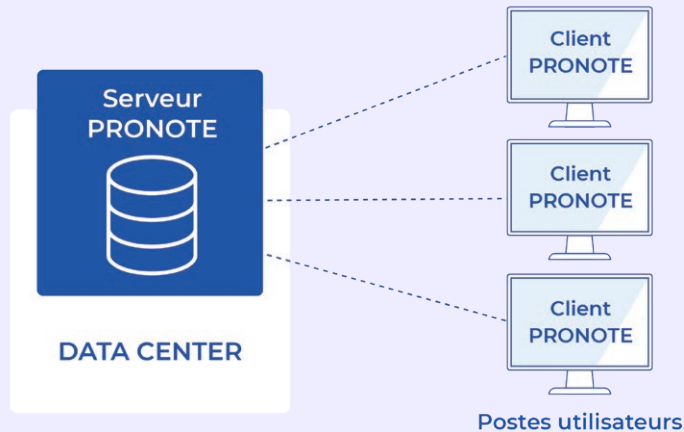 Serveur
PRONOTE
DATA CENTER
Client
PRONOTE
Client
PRONOTE
Client
PRONOTE
Postes utilisateurs